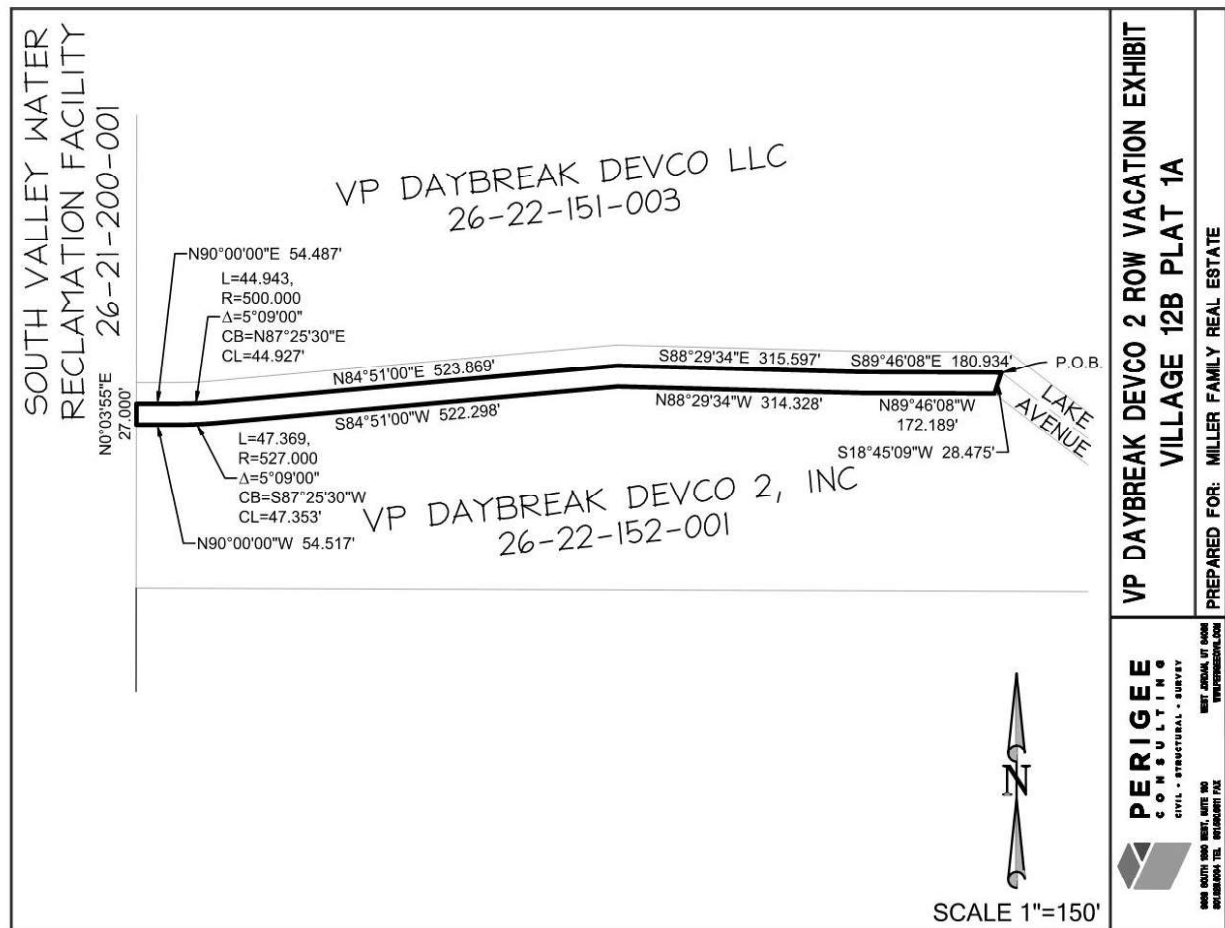 SOUTH VALLEY WATER
RECLAMATION FACILITY
26-21-200-001
VP DAYBREAK DEVCO LLC
26-22-151-003
N90°00'00"E 54.487'
L=44.943,
R=500.000
Δ=5°09'00"
CB=N87°25'30"E
CL=44.927'
N0°03'55"E
27.000'
N84°51'00"E 523.869'
S84°51'00"W 522.298'
S88°29'34"E 315.597'
N88°29'34"W 314.328'
S89°46'08"E 180.934'
P.O.B.
N89°46'08"W
172.189'
S18°45'09"W 28.475'
LAKE
AVENUE
L=47.369,
R=527.000
Δ=5°09'00"
CB=S87°25'30"W
CL=47.353'
N90°00'00"W 54.517'
VP DAYBREAK DEVCO 2, INC
26-22-152-001
N
SCALE 1"=150'
VP DAYBREAK DEVCO 2 ROW VACATION EXHIBIT
VILLAGE 12B PLAT 1A
PREPARED FOR: MILLER FAMILY REAL ESTATE
PERIGEE
CONSULTING
CIVIL • STRUCTURAL • SURVEY
WEST JORDAN, UT